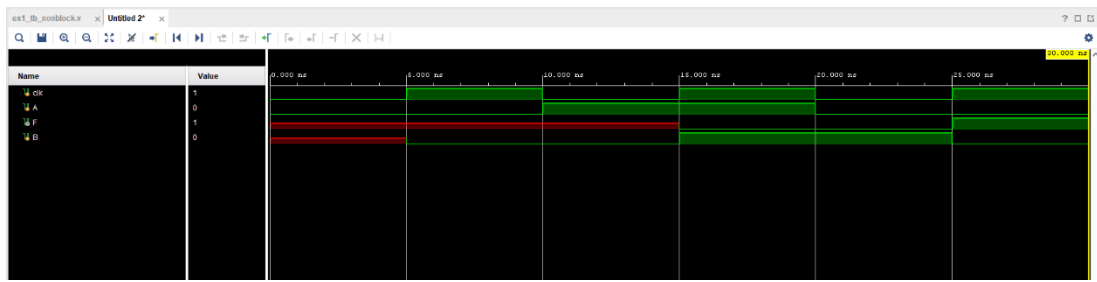 ex1_tb_nonblock.v × Untitled 2* ×
30.000 ns
Name Value 0.000 ns 5.000 ns 10.000 ns 15.000 ns 20.000 ns 25.000 ns
clk 1
A 0
F 1
B 0